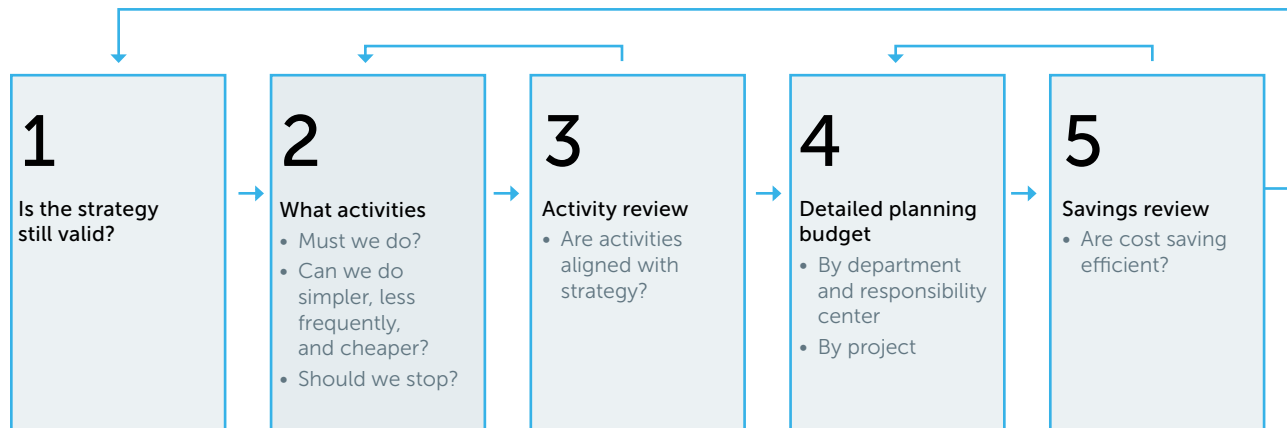 1
Is the strategy
still valid?
2
What activities
• Must we do?
• Can we do
simpler, less
frequently,
and cheaper?
• Should we stop?
3
Activity review
• Are activities
aligned with
strategy?
4
Detailed planning
budget
• By department
and responsibility
center
• By project
5
Savings review
• Are cost saving
efficient?